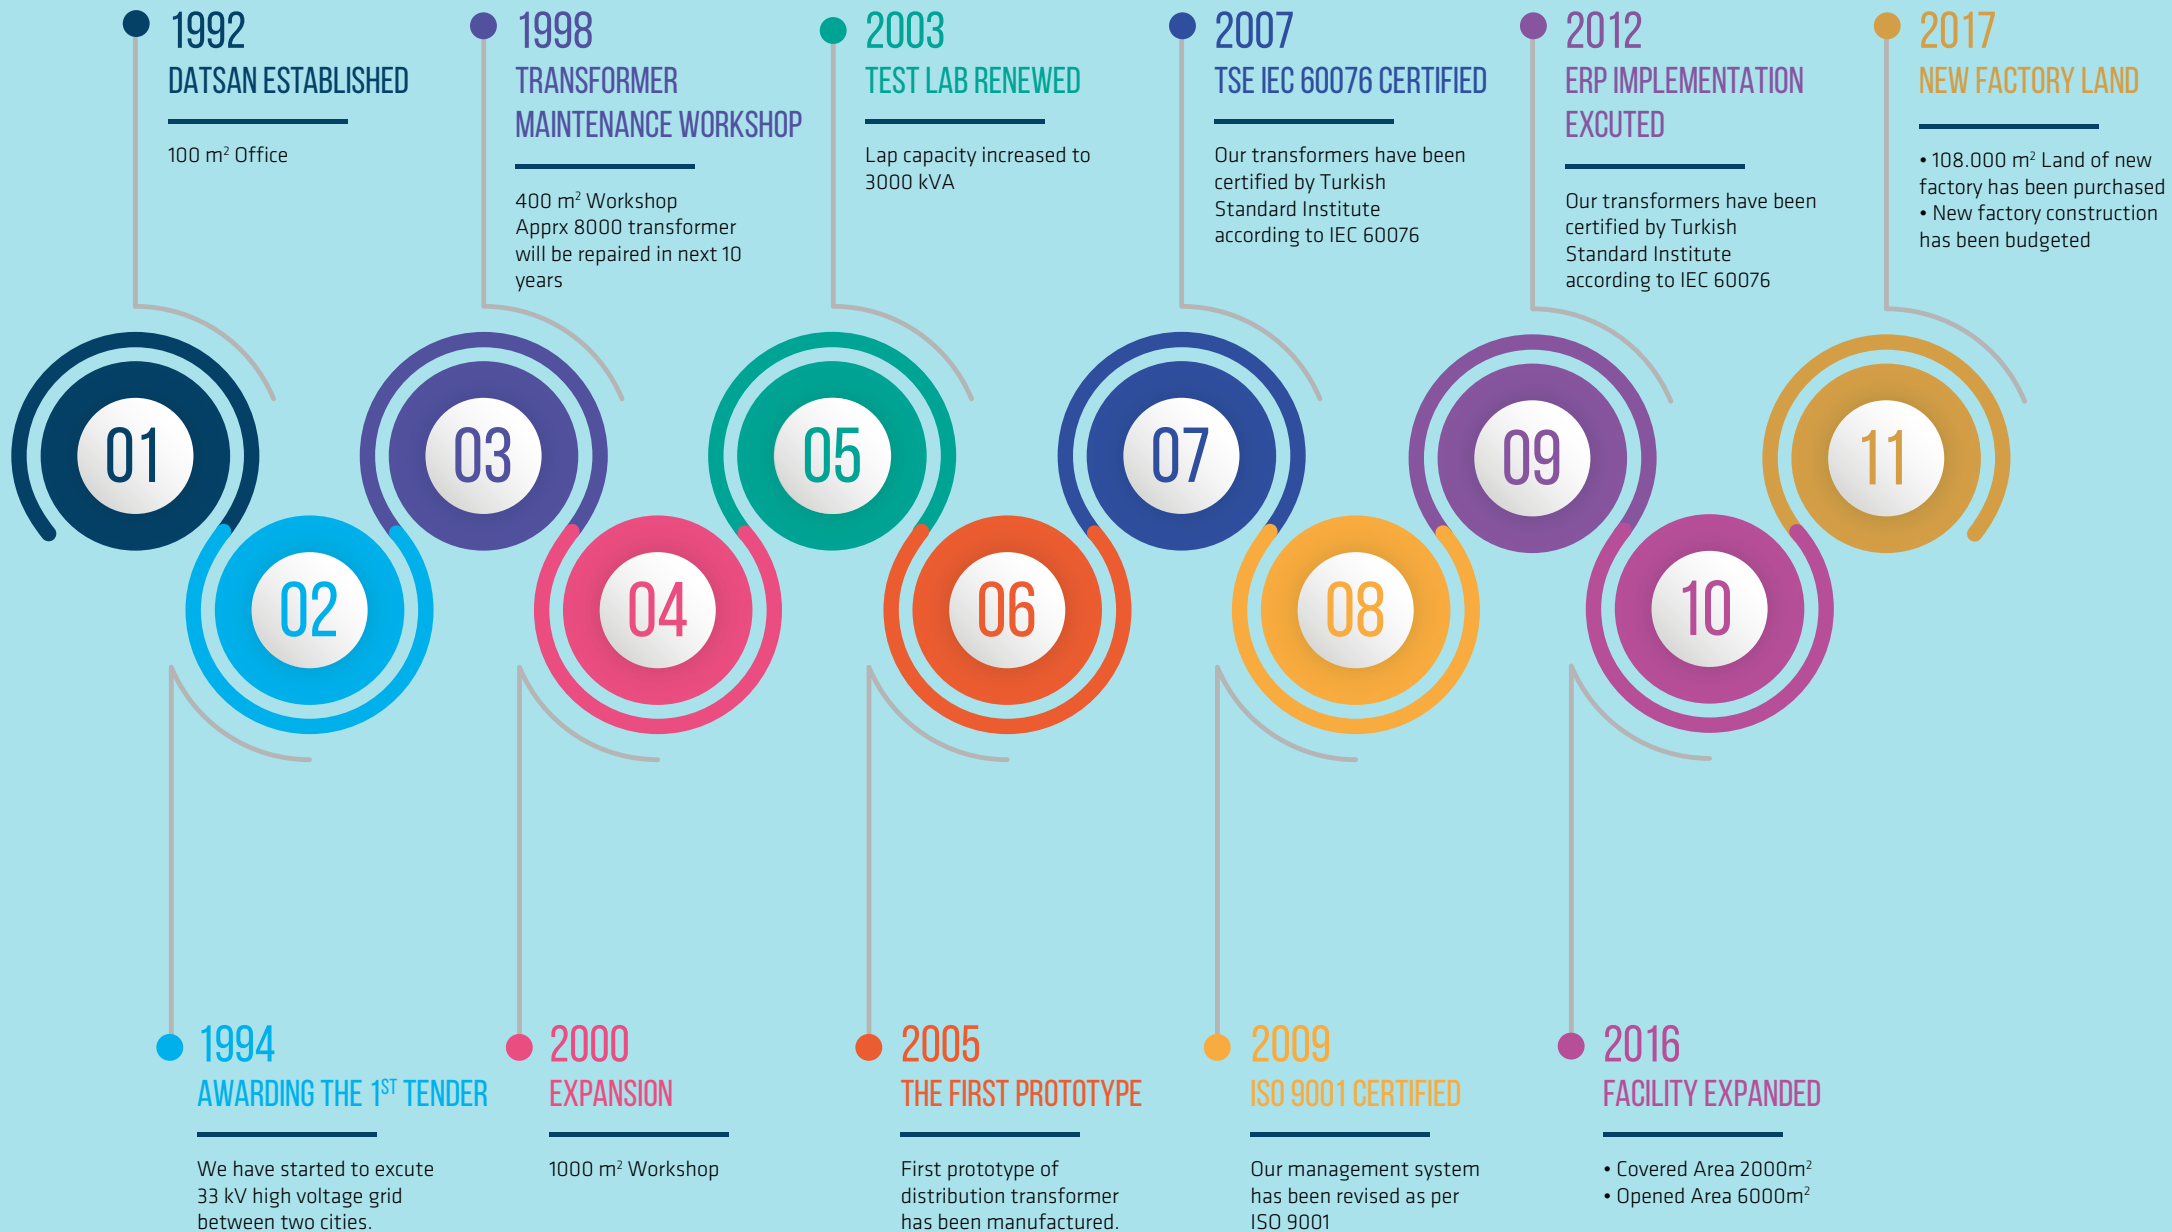 1992
DATSAN ESTABLISHED
100 m² Office
1998
TRANSFORMER
MAINTENANCE WORKSHOP
400 m² Workshop
Apprx 8000 transformer
will be repaired in next 10
years
2003
TEST LAB RENEWED
Lap capacity increased to
3000 kVA
2007
TSE IEC 60076 CERTIFIED
Our transformers have been
certified by Turkish
Standard Institute
according to IEC 60076
2012
ERP IMPLEMENTATION
EXCUTED
Our transformers have been
certified by Turkish
Standard Institute
according to IEC 60076
2017
NEW FACTORY LAND
• 108.000 m² Land of new
factory has been purchased
• New factory construction
has been budgeted
01
02
03
04
05
06
07
08
09
10
11
1994
AWARDING THE 1ST TENDER
We have started to excute
33 kV high voltage grid
between two cities.
2000
EXPANSION
1000 m² Workshop
2005
THE FIRST PROTOTYPE
First prototype of
distribution transformer
has been manufactured.
2009
ISO 9001 CERTIFIED
Our management system
has been revised as per
ISO 9001
2016
FACILITY EXPANDED
• Covered Area 2000m²
• Opened Area 6000m²